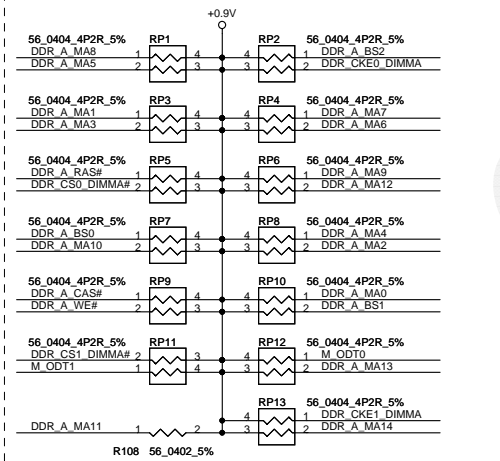 +0.9V
56_0404_4P2R_5% RP1 RP2 56_0404_4P2R_5%
DDR_A_MA8 1 4 4 1 DDR_A_BS2
DDR_A_MA5 2 3 3 2 DDR_CKE0_DIMMA
56_0404_4P2R_5% RP3 RP4 56_0404_4P2R_5%
DDR_A_MA1 1 4 4 1 DDR_A_MA7
DDR_A_MA3 2 3 3 2 DDR_A_MA6
56_0404_4P2R_5% RP5 RP6 56_0404_4P2R_5%
DDR_A_RAS# 1 4 4 1 DDR_A_MA9
DDR_CS0_DIMMA# 2 3 3 2 DDR_A_MA12
56_0404_4P2R_5% RP7 RP8 56_0404_4P2R_5%
DDR_A_BS0 1 4 4 1 DDR_A_MA4
DDR_A_MA10 2 3 3 2 DDR_A_MA2
56_0404_4P2R_5% RP9 RP10 56_0404_4P2R_5%
DDR_A_CAS# 1 4 4 1 DDR_A_MA0
DDR_A_WE# 2 3 3 2 DDR_A_BS1
56_0404_4P2R_5% RP11 RP12 56_0404_4P2R_5%
DDR_CS1_DIMMA# 2 3 4 1 M_ODT0
M_ODT1 1 4 3 2 DDR_A_MA13
RP13 56_0404_4P2R_5%
4 1 DDR_CKE1_DIMMA
DDR_A_MA11 1 2 3 2 DDR_A_MA14
R108 56_0402_5%